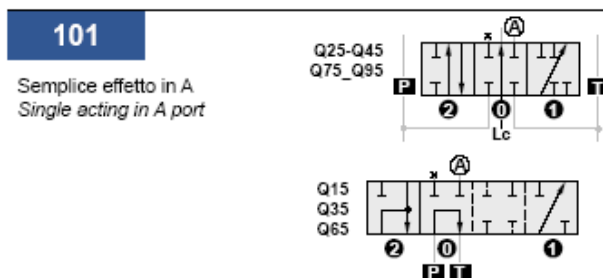 101
Semplice effetto in A
Single acting in A port
Q25-Q45
Q75_Q95
x A
P T
2 0 1
Lc
x A
Q15
Q35
Q65
2 0 1
P T